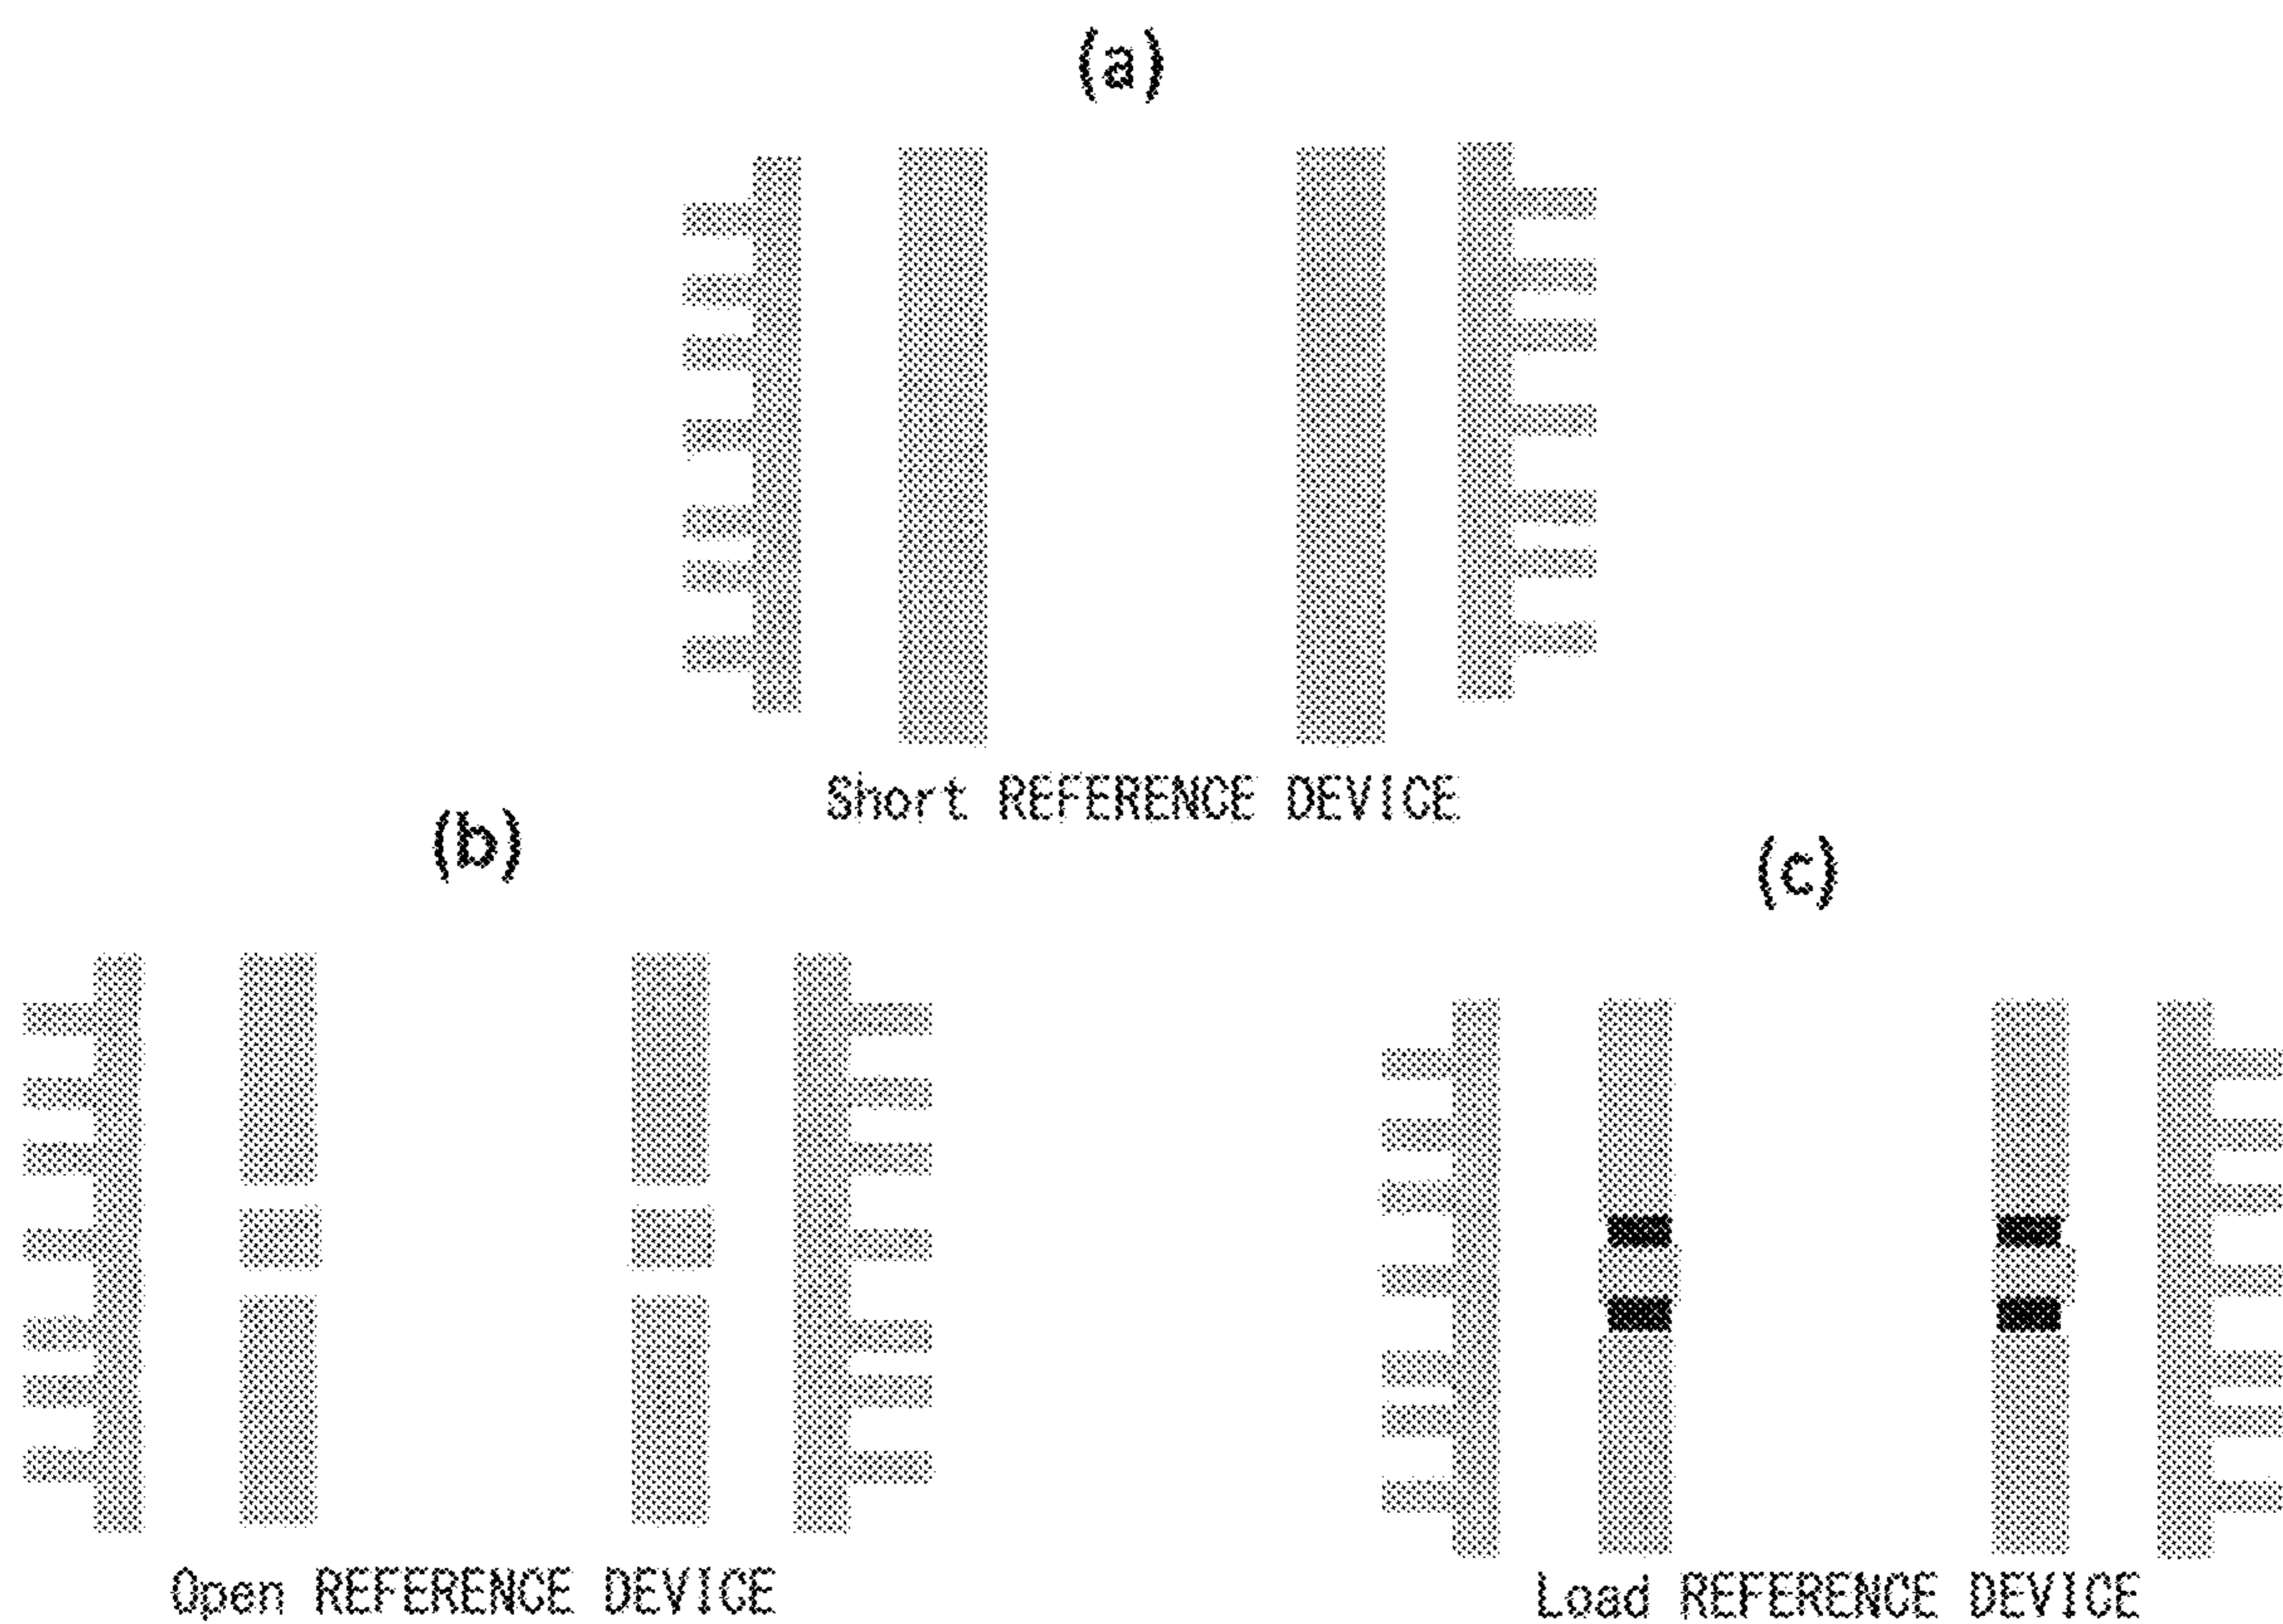 (a)
Short REFERENCE DEVICE
(b)
(c)
Open REFERENCE DEVICE
Load REFERENCE DEVICE